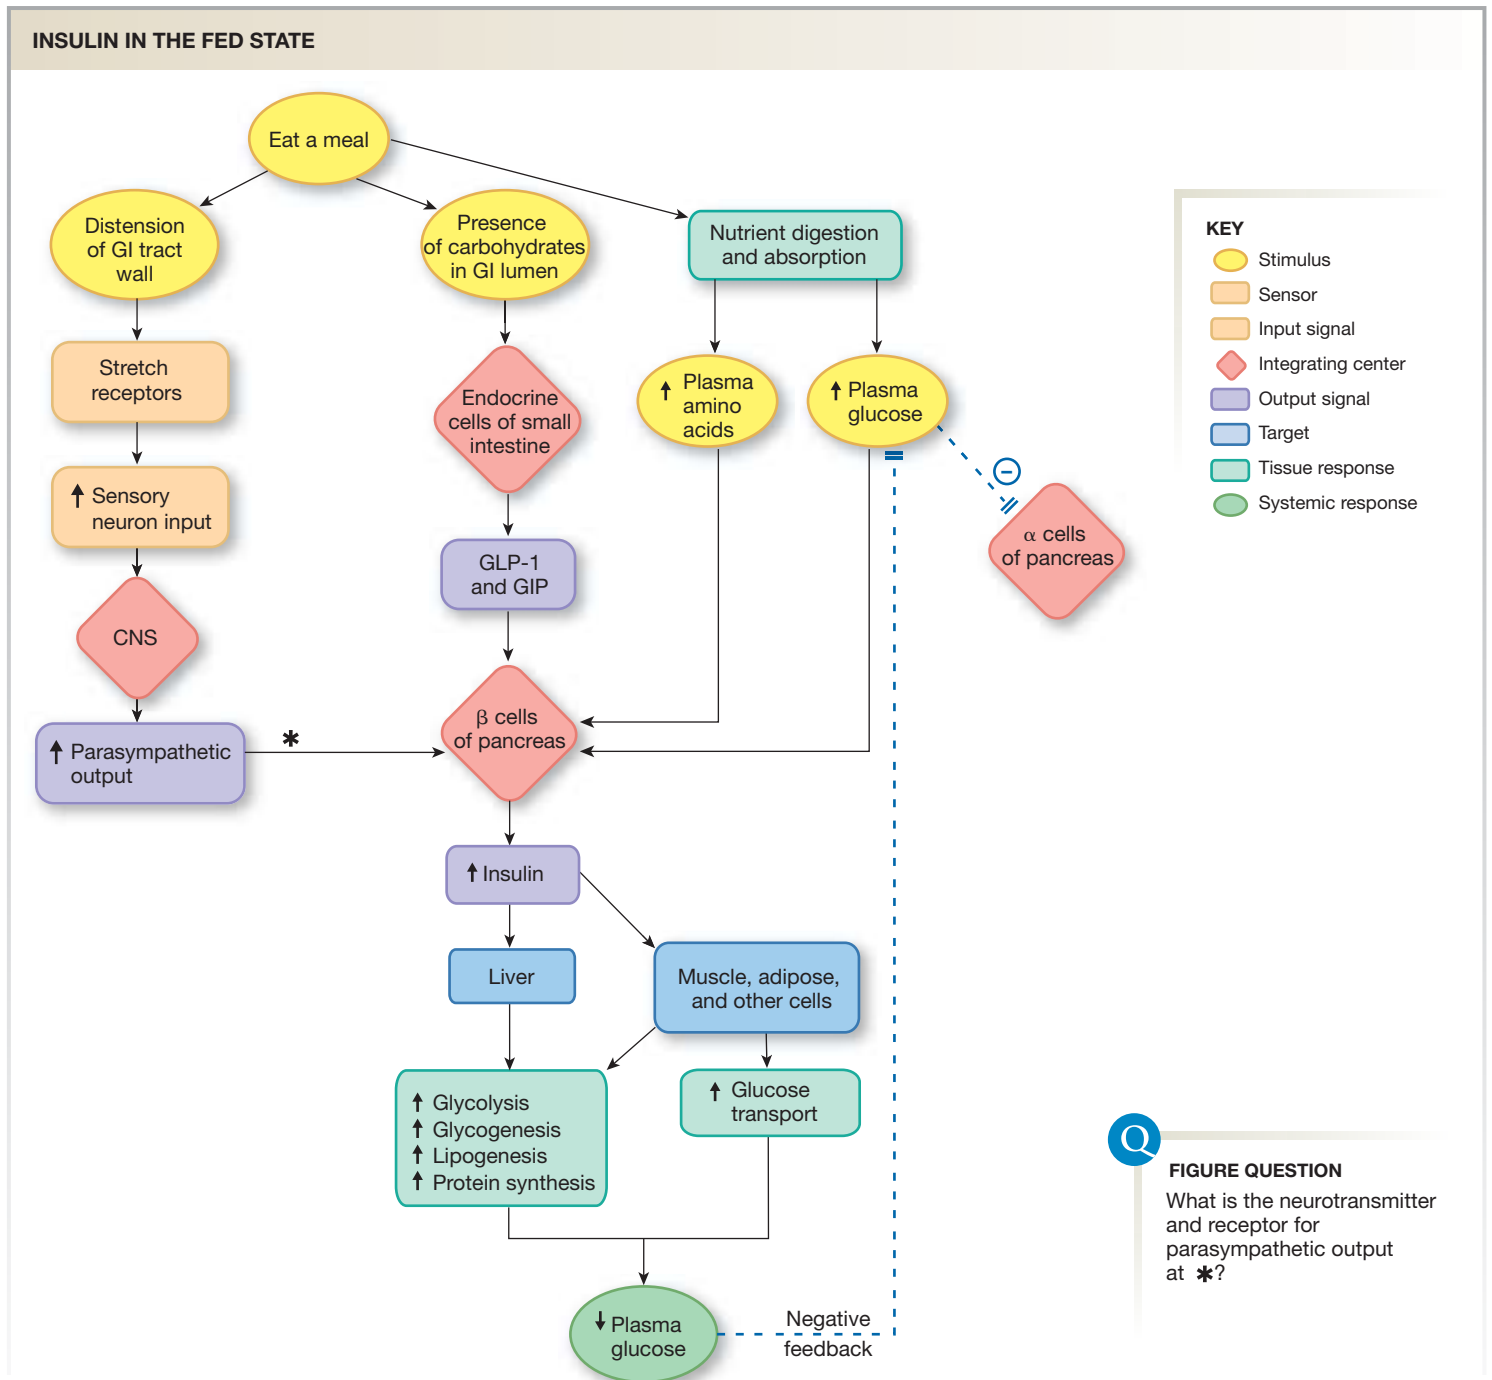 INSULIN IN THE FED STATE
Eat a meal
Distension
of GI tract
wall
Presence
of carbohydrates
in GI lumen
Nutrient digestion
and absorption
KEY
Stimulus
Sensor
Input signal
Integrating center
Output signal
Target
Tissue response
Systemic response
Stretch
receptors
Endocrine
cells of small
intestine
↑ Plasma
amino
acids
↑ Plasma
glucose
−
α cells
of pancreas
↑ Sensory
neuron input
GLP-1
and GIP
CNS
↑ Parasympathetic
output
*
β cells
of pancreas
↑ Insulin
Liver
Muscle, adipose,
and other cells
↑ Glycolysis
↑ Glycogenesis
↑ Lipogenesis
↑ Protein synthesis
↑ Glucose
transport
↓ Plasma
glucose
Negative
feedback
Q
FIGURE QUESTION
What is the neurotransmitter
and receptor for
parasympathetic output
at *?